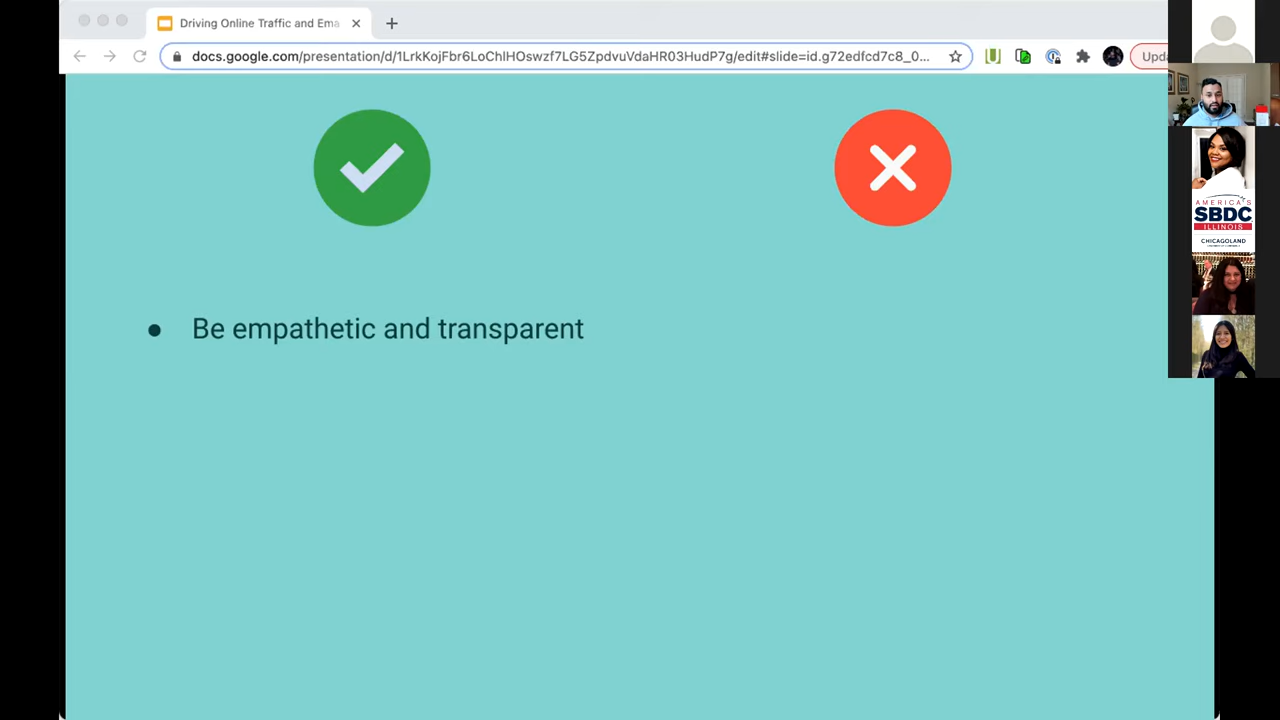 Driving Online Traffic and Ema
docs.google.com/presentation/d/1LrkKojFbr6LoChlHOswzf7LG5ZpdvuVdaHR03HudP7g/edit#slide=id.g72edfcd7c8_0...
Upda
● Be empathetic and transparent
AMERICA'S
SBDC
ILLINOIS
CHICAGOLAND